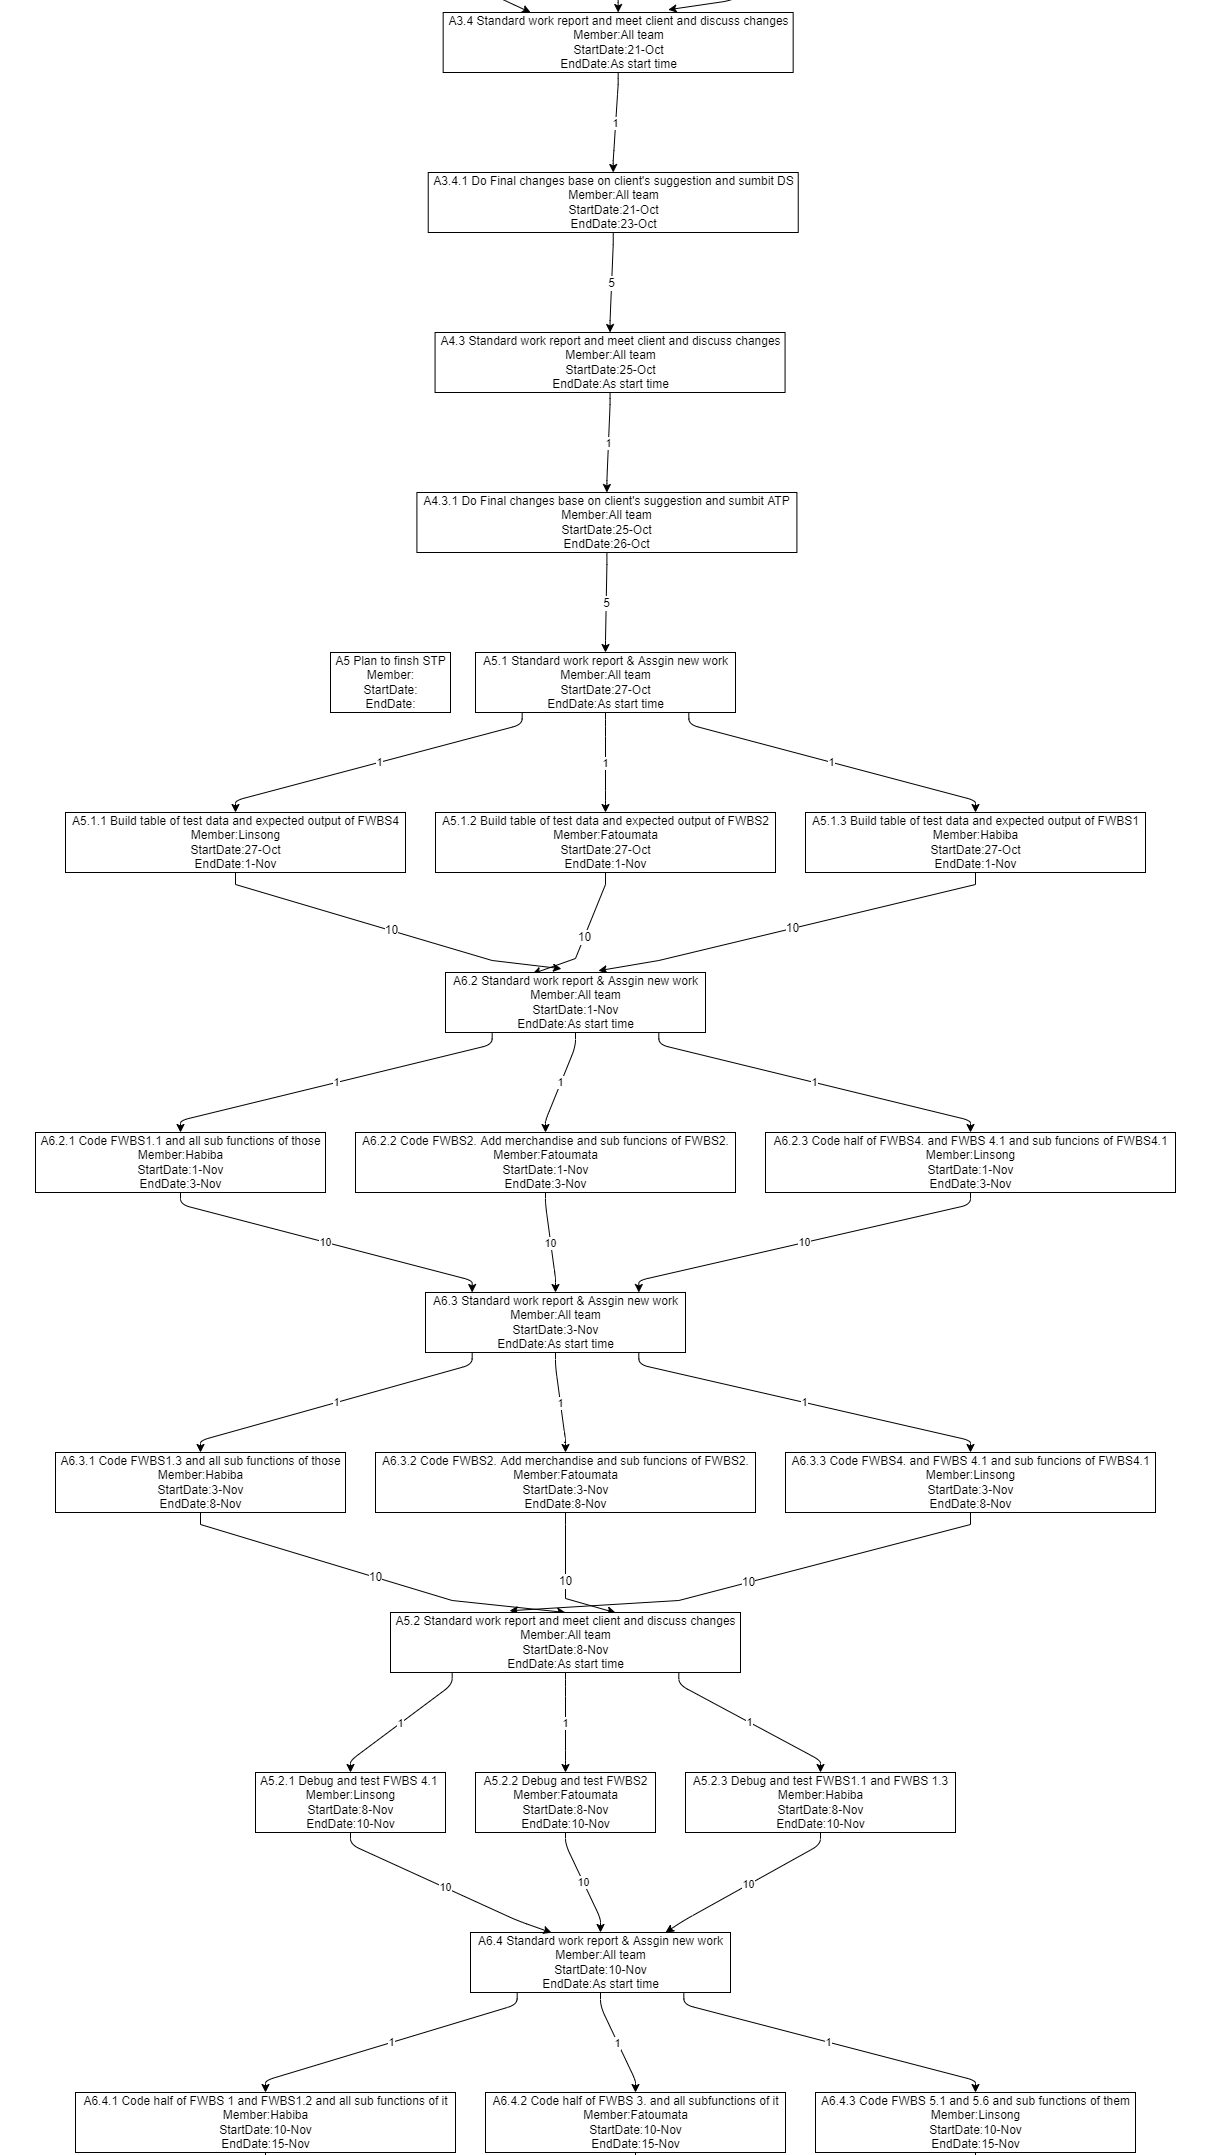 A3.4 Standard work report and meet client and discuss changes
Member:All team
StartDate:21-Oct
EndDate:As start time
1
A3.4.1 Do Final changes base on client's suggestion and sumbit DS
Member:All team
StartDate:21-Oct
EndDate:23-Oct
5
A4.3 Standard work report and meet client and discuss changes
Member:All team
StartDate:25-Oct
EndDate:As start time
1
A4.3.1 Do Final changes base on client's suggestion and sumbit ATP
Member:All team
StartDate:25-Oct
EndDate:26-Oct
5
A5 Plan to finsh STP
Member:
StartDate:
EndDate:
A5.1 Standard work report & Assgin new work
Member:All team
StartDate:27-Oct
EndDate:As start time
1
1
1
A5.1.1 Build table of test data and expected output of FWBS4
Member:Linsong
StartDate:27-Oct
EndDate:1-Nov
A5.1.2 Build table of test data and expected output of FWBS2
Member:Fatoumata
StartDate:27-Oct
EndDate:1-Nov
A5.1.3 Build table of test data and expected output of FWBS1
Member:Habiba
StartDate:27-Oct
EndDate:1-Nov
10
10
10
A6.2 Standard work report & Assgin new work
Member:All team
StartDate:1-Nov
EndDate:As start time
1
1
1
A6.2.1 Code FWBS1.1 and all sub functions of those
Member:Habiba
StartDate:1-Nov
EndDate:3-Nov
A6.2.2 Code FWBS2. Add merchandise and sub funcions of FWBS2.
Member:Fatoumata
StartDate:1-Nov
EndDate:3-Nov
A6.2.3 Code half of FWBS4. and FWBS 4.1 and sub funcions of FWBS4.1
Member:Linsong
StartDate:1-Nov
EndDate:3-Nov
10
10
10
A6.3 Standard work report & Assgin new work
Member:All team
StartDate:3-Nov
EndDate:As start time
1
1
1
A6.3.1 Code FWBS1.3 and all sub functions of those
Member:Habiba
StartDate:3-Nov
EndDate:8-Nov
A6.3.2 Code FWBS2. Add merchandise and sub funcions of FWBS2.
Member:Fatoumata
StartDate:3-Nov
EndDate:8-Nov
A6.3.3 Code FWBS4. and FWBS 4.1 and sub funcions of FWBS4.1
Member:Linsong
StartDate:3-Nov
EndDate:8-Nov
10
10
10
A5.2 Standard work report and meet client and discuss changes
Member:All team
StartDate:8-Nov
EndDate:As start time
1
1
1
A5.2.1 Debug and test FWBS 4.1
Member:Linsong
StartDate:8-Nov
EndDate:10-Nov
A5.2.2 Debug and test FWBS2
Member:Fatoumata
StartDate:8-Nov
EndDate:10-Nov
A5.2.3 Debug and test FWBS1.1 and FWBS 1.3
Member:Habiba
StartDate:8-Nov
EndDate:10-Nov
10
10
10
A6.4 Standard work report & Assgin new work
Member:All team
StartDate:10-Nov
EndDate:As start time
1
1
1
A6.4.1 Code half of FWBS 1 and FWBS1.2 and all sub functions of it
Member:Habiba
StartDate:10-Nov
EndDate:15-Nov
A6.4.2 Code half of FWBS 3. and all subfunctions of it
Member:Fatoumata
StartDate:10-Nov
EndDate:15-Nov
A6.4.3 Code FWBS 5.1 and 5.6 and sub functions of them
Member:Linsong
StartDate:10-Nov
EndDate:15-Nov